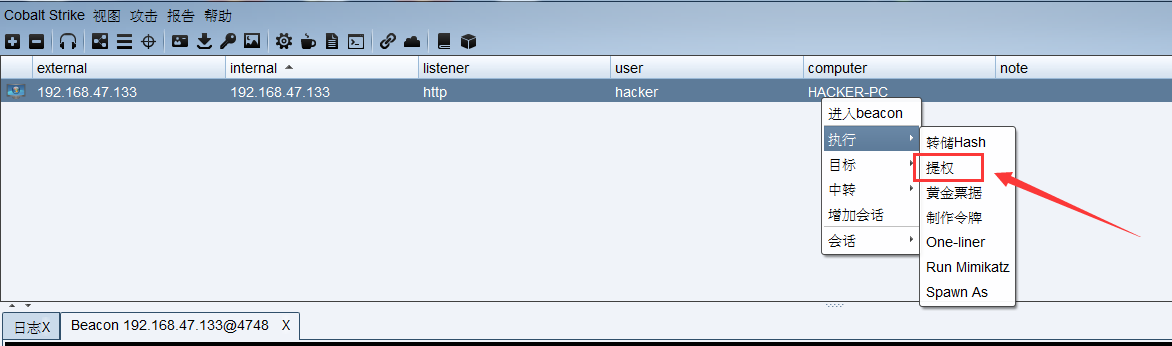 Cobalt Strike 视图 攻击 报告 帮助
external internal listener user computer note
192.168.47.133 192.168.47.133 http hacker HACKER-PC
进入beacon
执行
目标
中转
增加会话
会话
转储Hash
提权
黄金票据
制作令牌
One-liner
Run Mimikatz
Spawn As
日志X Beacon 192.168.47.133@4748 X